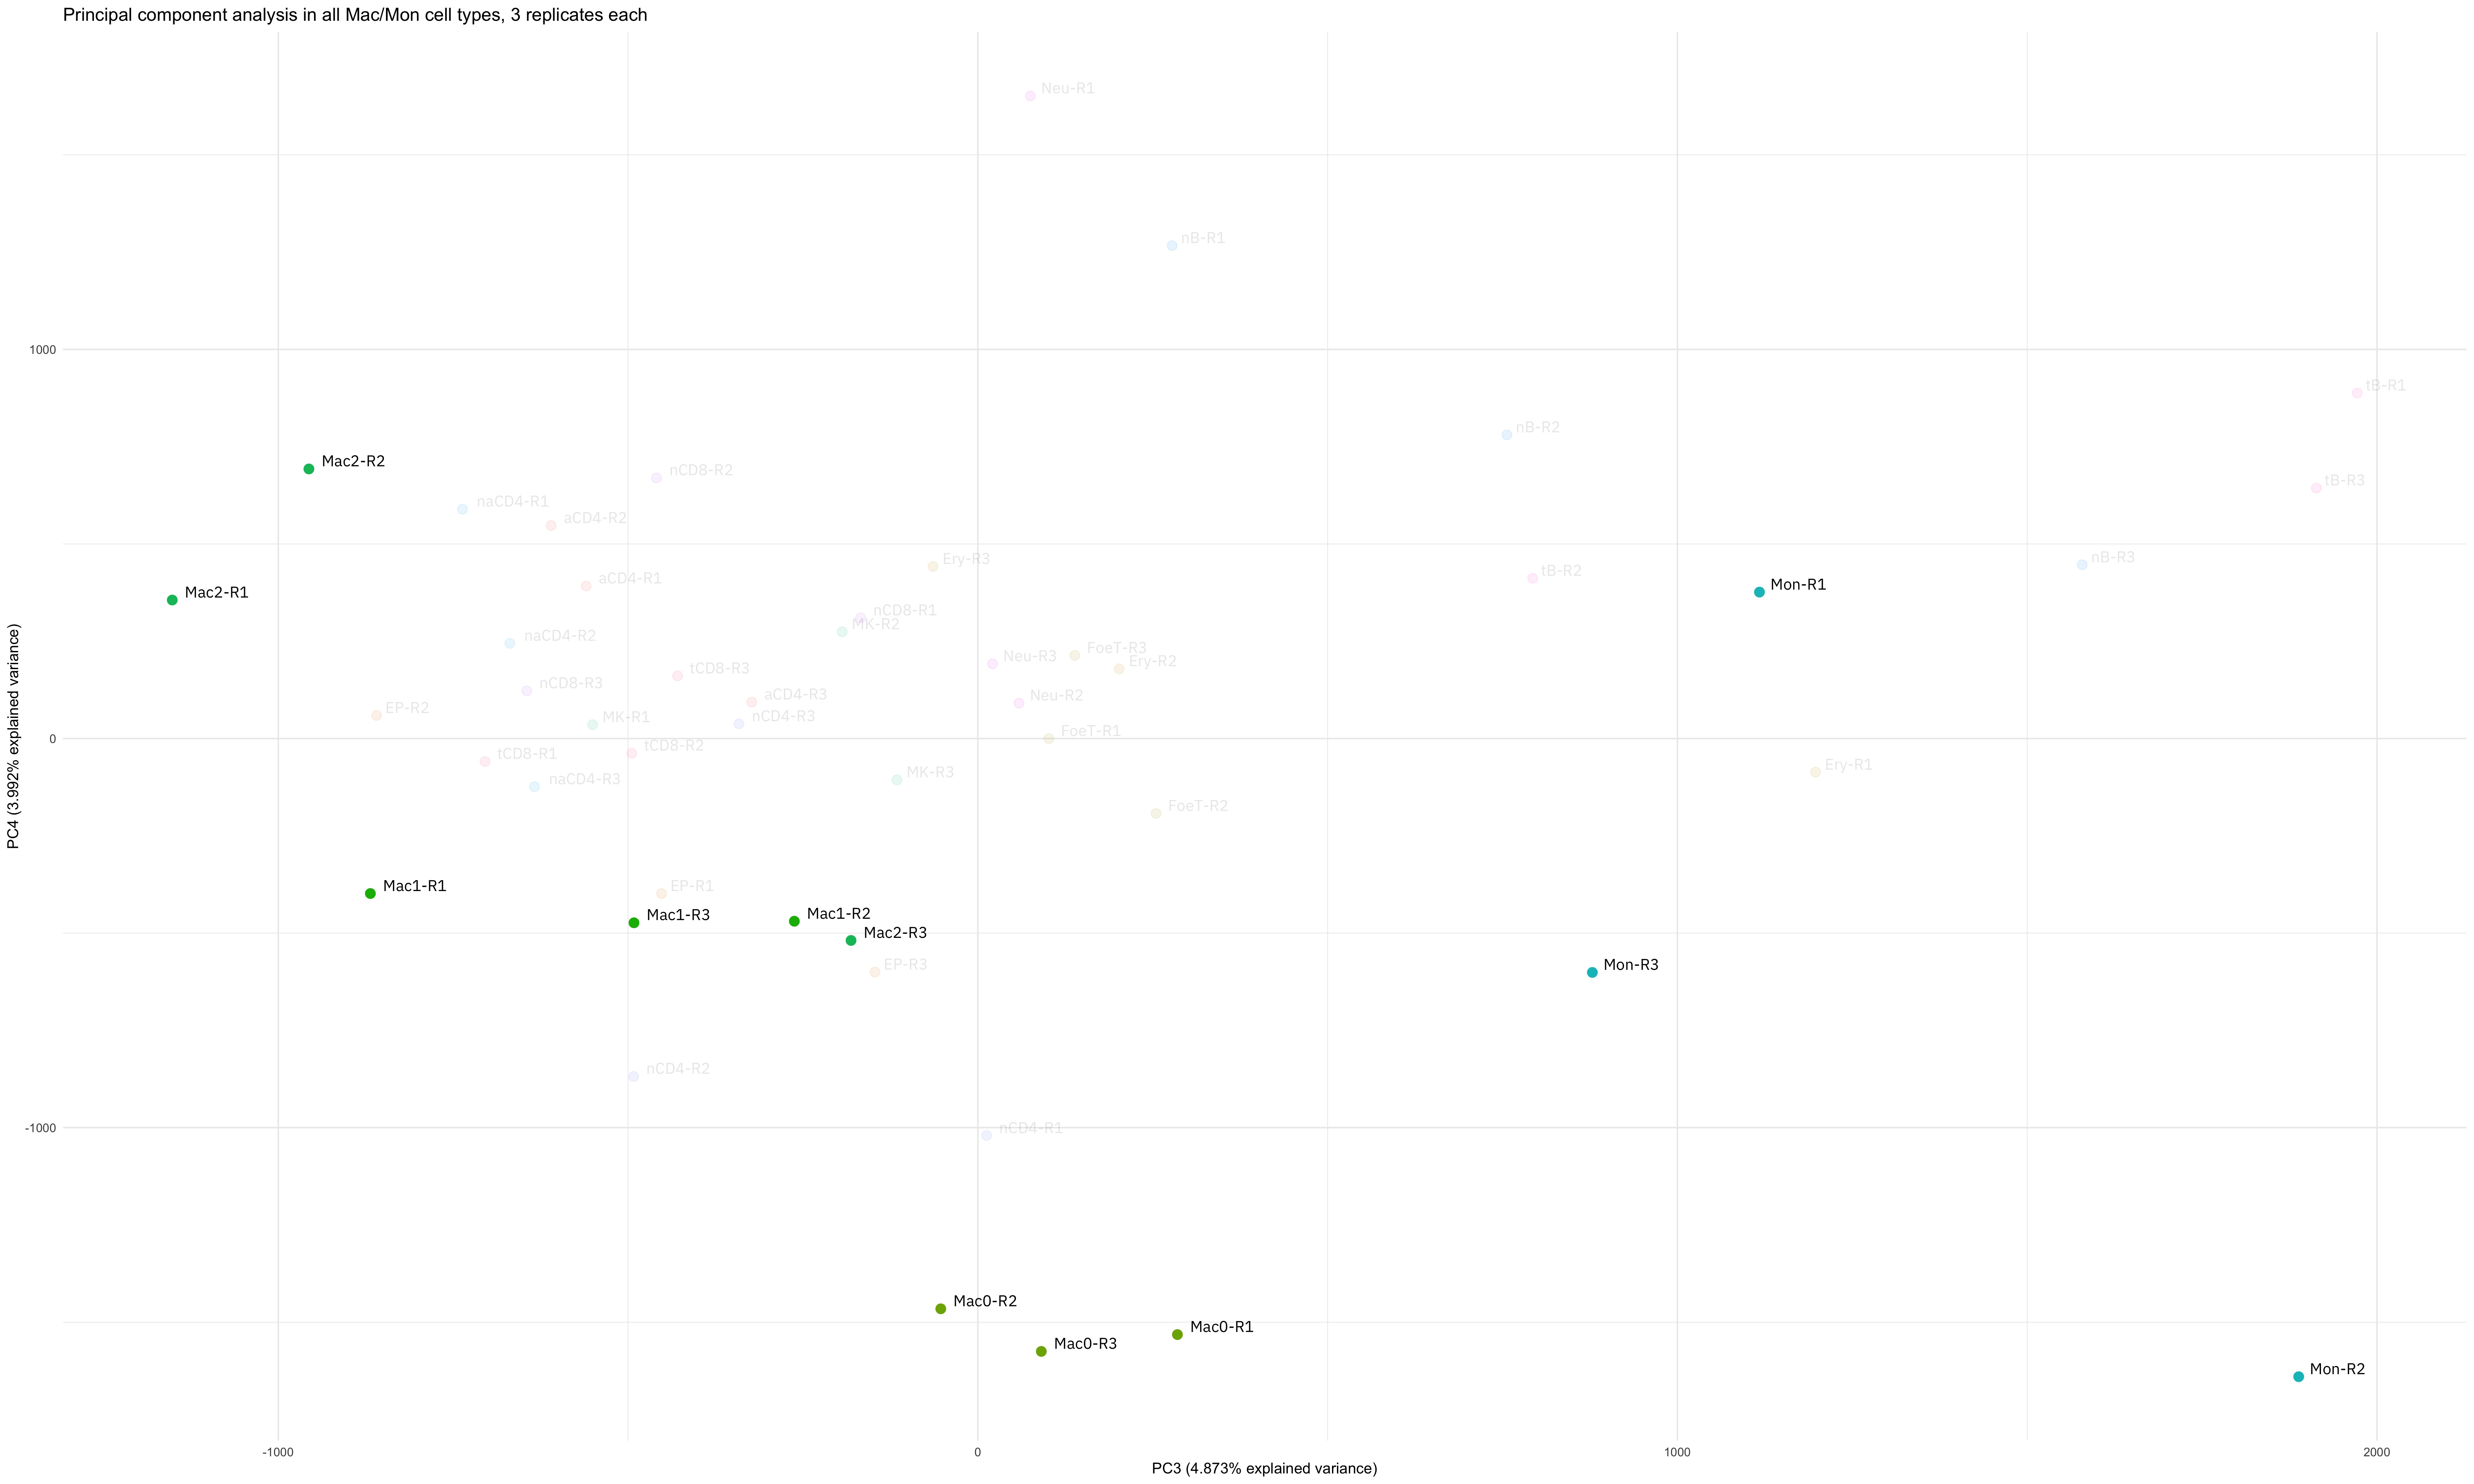 Principal component analysis in all Mac/Mon cell types, 3 replicates each
Neu-R1
nB-R1
1000
tB-R1
nB-R2
Mac2-R2
nCD8-R2
tB-R3
naCD4-R1
aCD4-R2
Ery-R3
nB-R3
tB-R2
aCD4-R1
Mon-R1
Mac2-R1
nCD8-R1
MK-R2
naCD4-R2
FoeT-R3
Neu-R3
Ery-R2
tCD8-R3
nCD8-R3
aCD4-R3
Neu-R2
EP-R2
MK-R1
nCD4-R3
FoeT-R1
0
tCD8-R2
tCD8-R1
Ery-R1
MK-R3
naCD4-R3
FoeT-R2
PC4 (3.992% explained variance)
Mac1-R1
EP-R1
Mac1-R3
Mac1-R2
Mac2-R3
EP-R3
Mon-R3
nCD4-R2
-1000
nCD4-R1
Mac0-R2
Mac0-R1
Mac0-R3
Mon-R2
-1000
0
1000
2000
PC3 (4.873% explained variance)